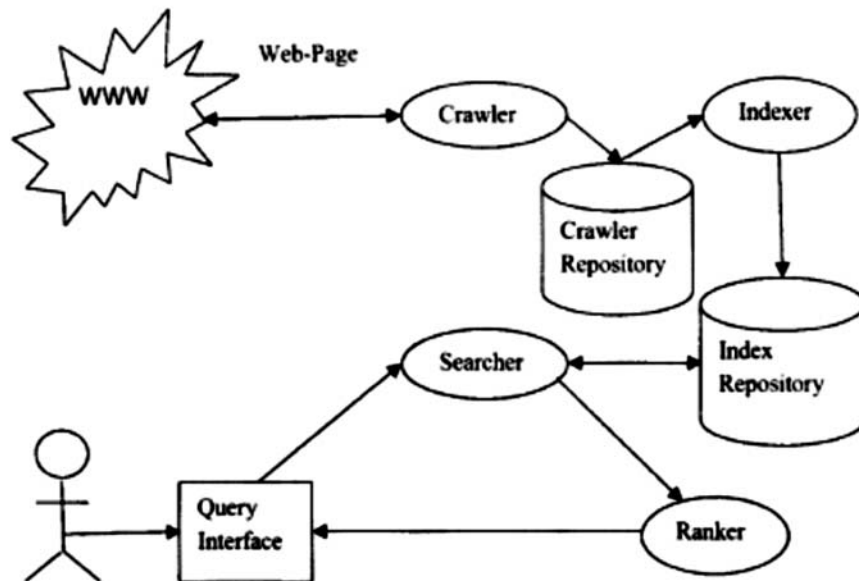 Web-Page
WWW
Crawler
Indexer
Crawler
Repository
Searcher
Index
Repository
Query
Interface
Ranker